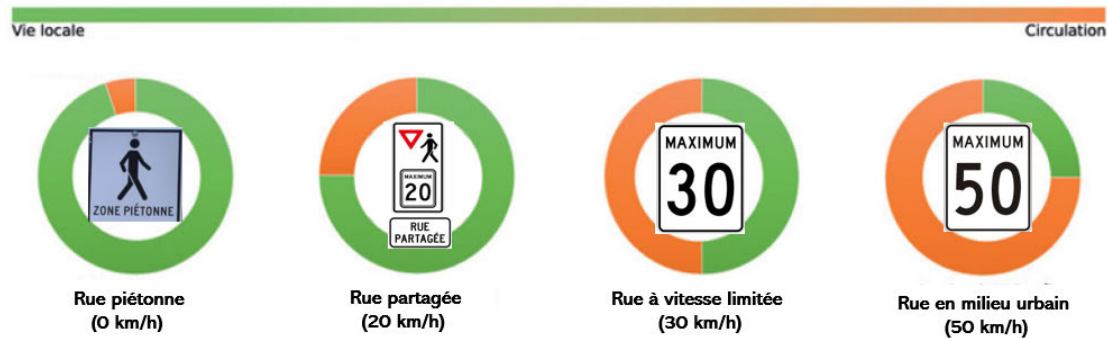 Vie locale
Circulation
ZONE PIÉTONNE
MAXIMUM
20
RUE
PARTAGÉE
MAXIMUM
30
MAXIMUM
50
Rue piétonne
(0 km/h)
Rue partagée
(20 km/h)
Rue à vitesse limitée
(30 km/h)
Rue en milieu urbain
(50 km/h)